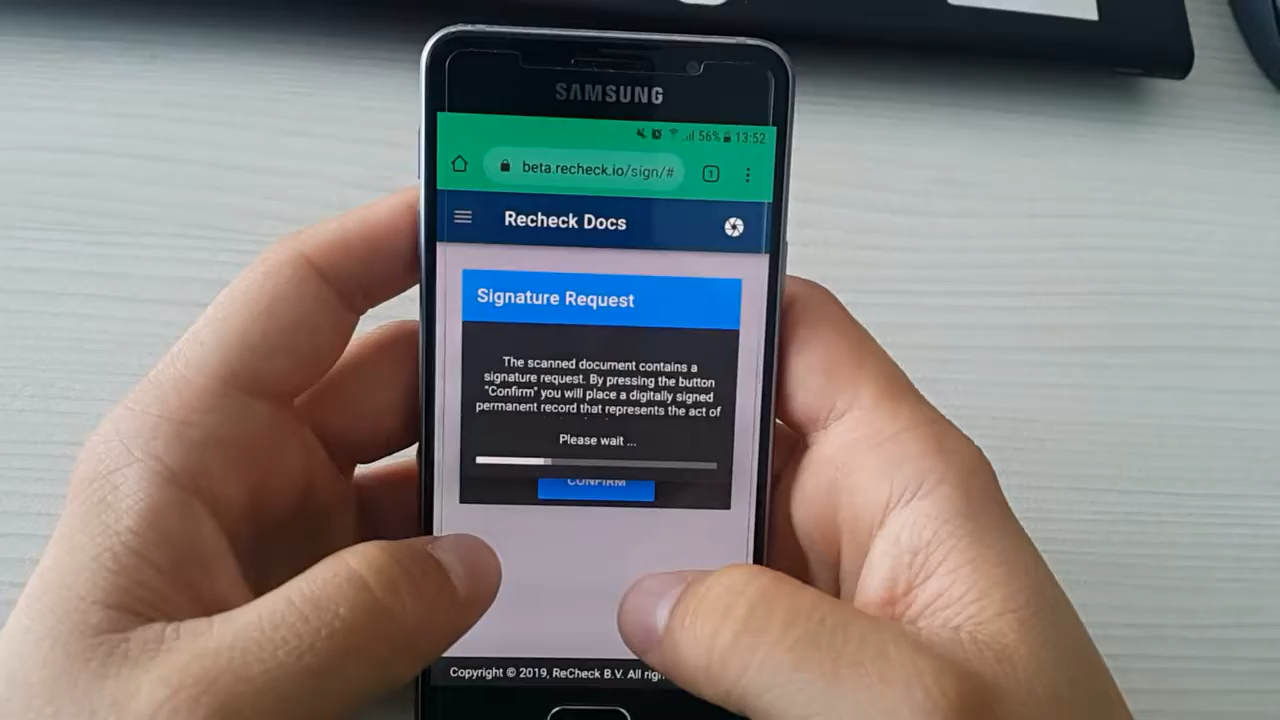 SAMSUNG
56% 13:52
beta.recheck.io/sign/#
1
Recheck Docs
Signature Request
The scanned document contains a
signature request. By pressing the button
"Confirm" you will place a digitally signed
permanent record that represents the act of
Please wait ...
CONFIRM
Copyright © 2019, ReCheck B.V. All